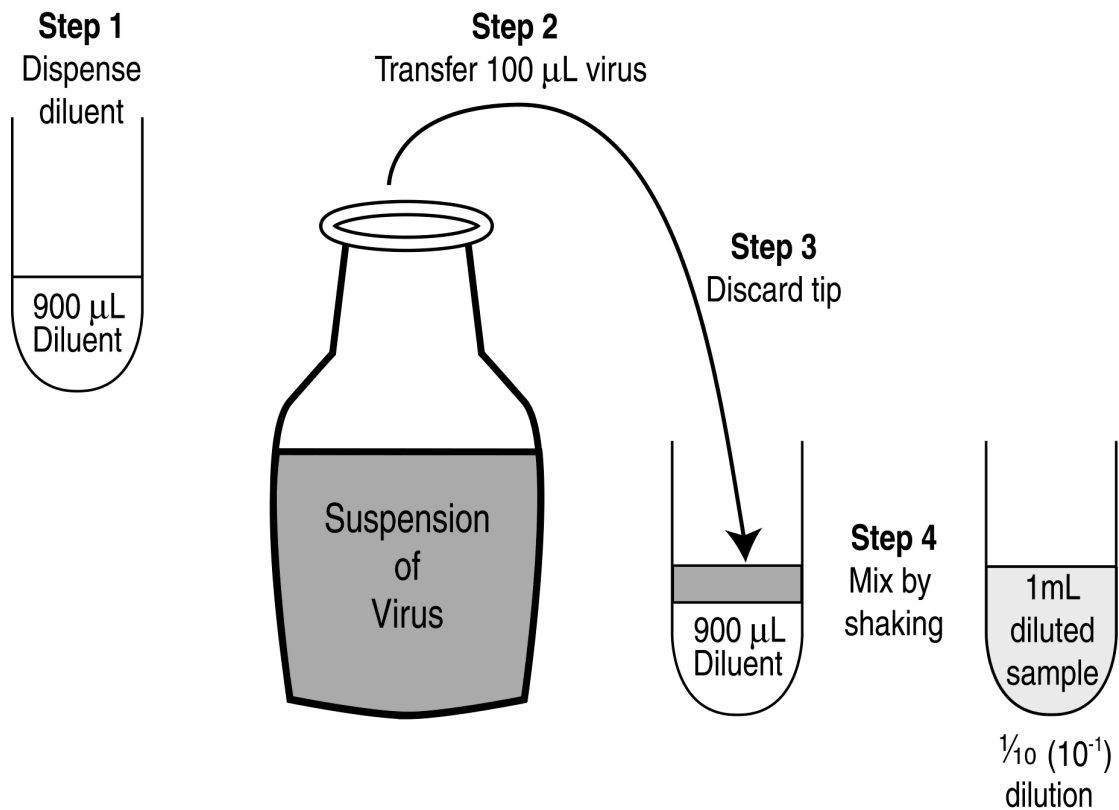 Step 1
Dispense
diluent
900 μL
Diluent
Step 2
Transfer 100 μL virus
Suspension
of
Virus
Step 3
Discard tip
900 μL
Diluent
Step 4
Mix by
shaking
1mL
diluted
sample
1⁄10 (10⁻¹)
dilution